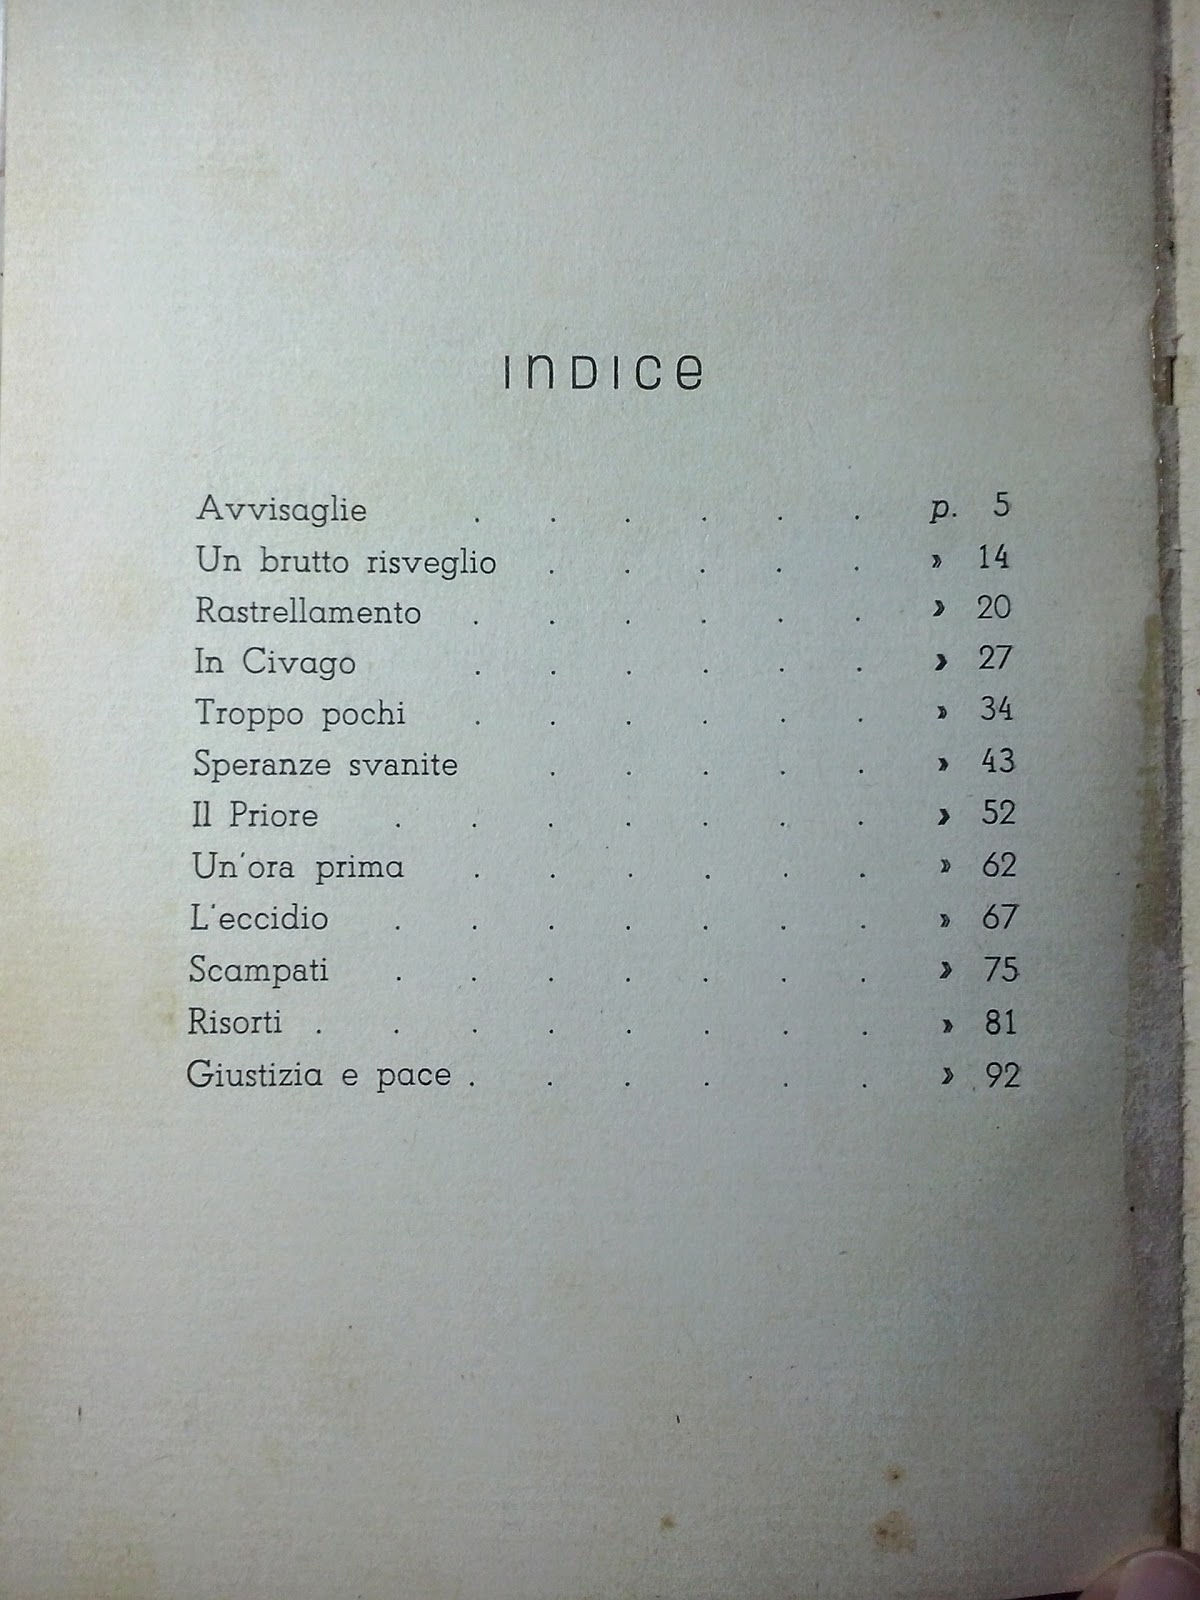 INDICE
Avvisaglie . . . . . . p. 5
Un brutto risveglio . . . . . » 14
Rastrellamento . . . . . . » 20
In Civago . . . . . . » 27
Troppo pochi . . . . . . » 34
Speranze svanite . . . . . » 43
Il Priore . . . . . . . » 52
Un'ora prima . . . . . . » 62
L'eccidio . . . . . . . » 67
Scampati . . . . . . . » 75
Risorti . . . . . . . . » 81
Giustizia e pace . . . . . . » 92